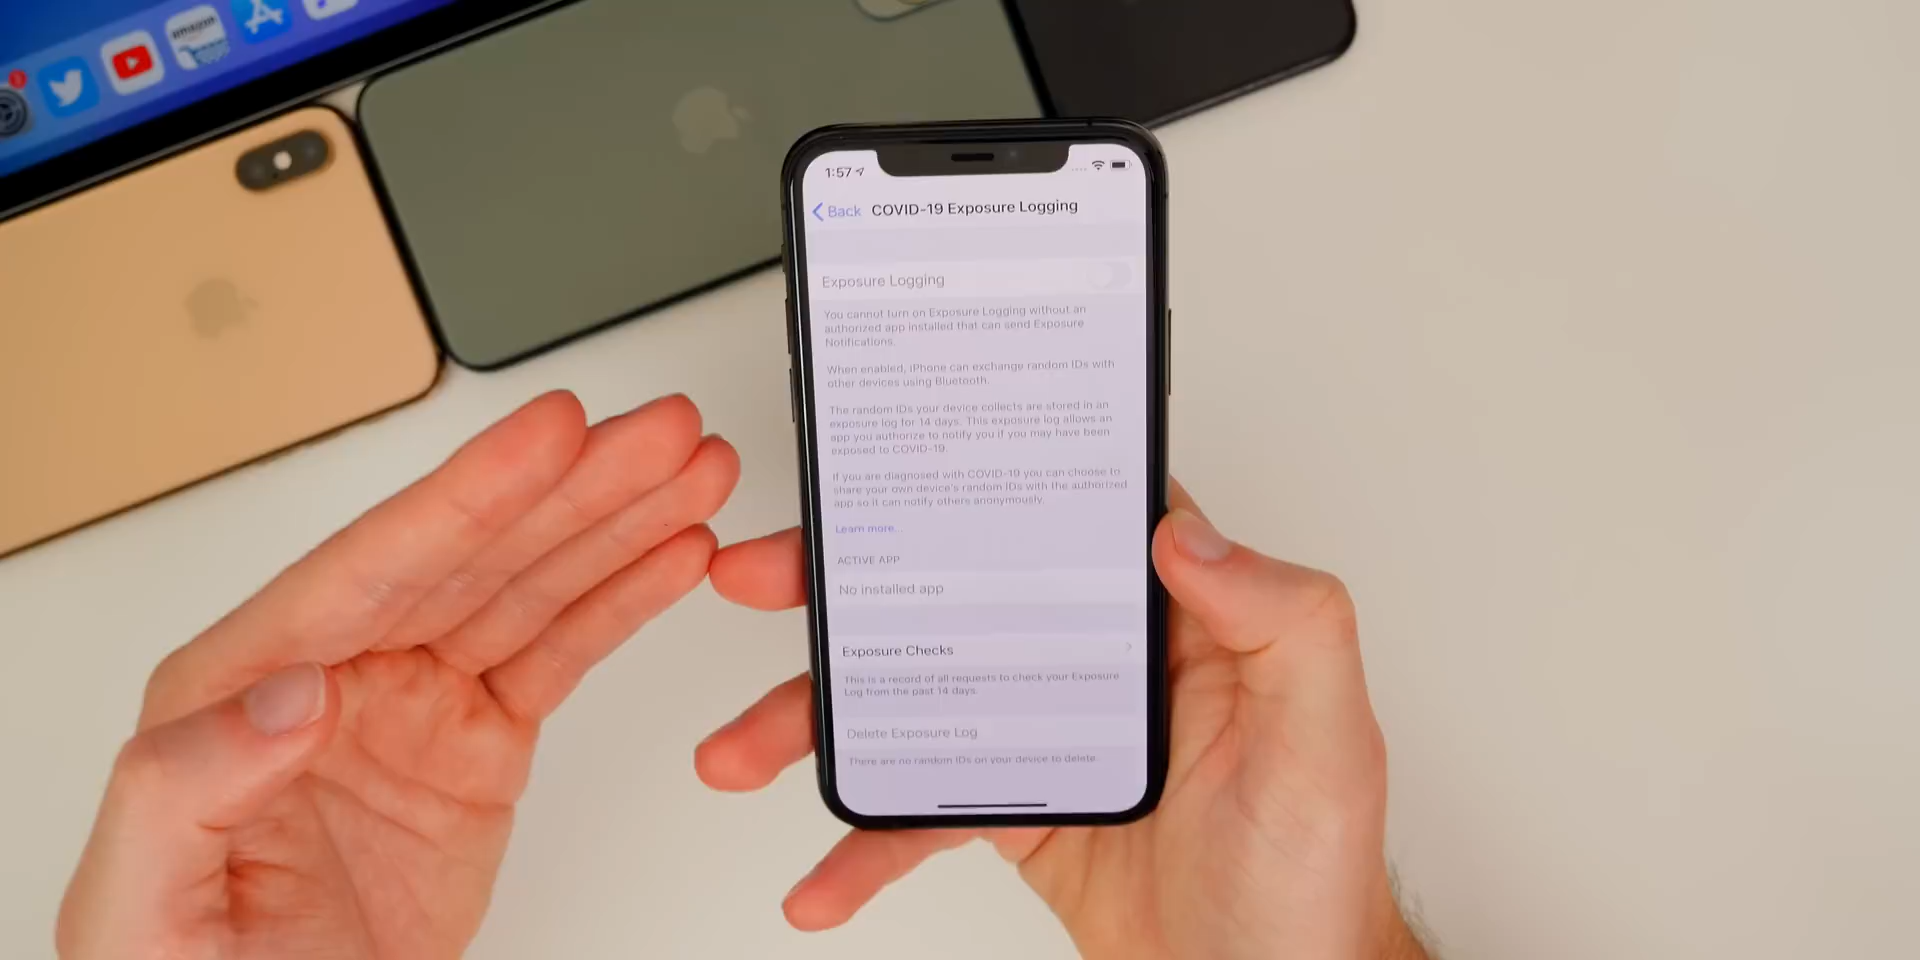 amazon
1:57
Back COVID-19 Exposure Logging
Exposure Logging
You cannot turn on Exposure Logging without an
authorized app installed that can send Exposure
Notifications.
When enabled, iPhone can exchange random IDs with
other devices using Bluetooth.
The random IDs your device collects are stored in an
exposure log for 14 days. This exposure log allows an
app you authorize to notify you if you may have been
exposed to COVID-19.
If you are diagnosed with COVID-19 you can choose to
share your own device's random IDs with the authorized
app so it can notify others anonymously.
Learn more...
ACTIVE APP
No installed app
Exposure Checks
This is a record of all requests to check your Exposure
Log from the past 14 days.
Delete Exposure Log
There are no random IDs on your device to delete.